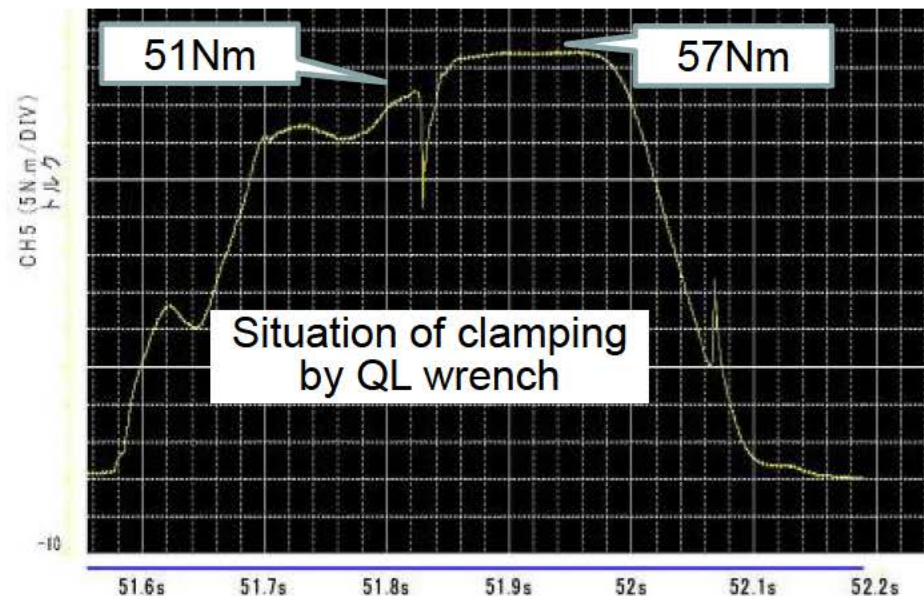 51Nm
57Nm
CH5 (5N.m/DIV)
トルク
Situation of clamping
by QL wrench
-10
51.6s 51.7s 51.8s 51.9s 52s 52.1s 52.2s